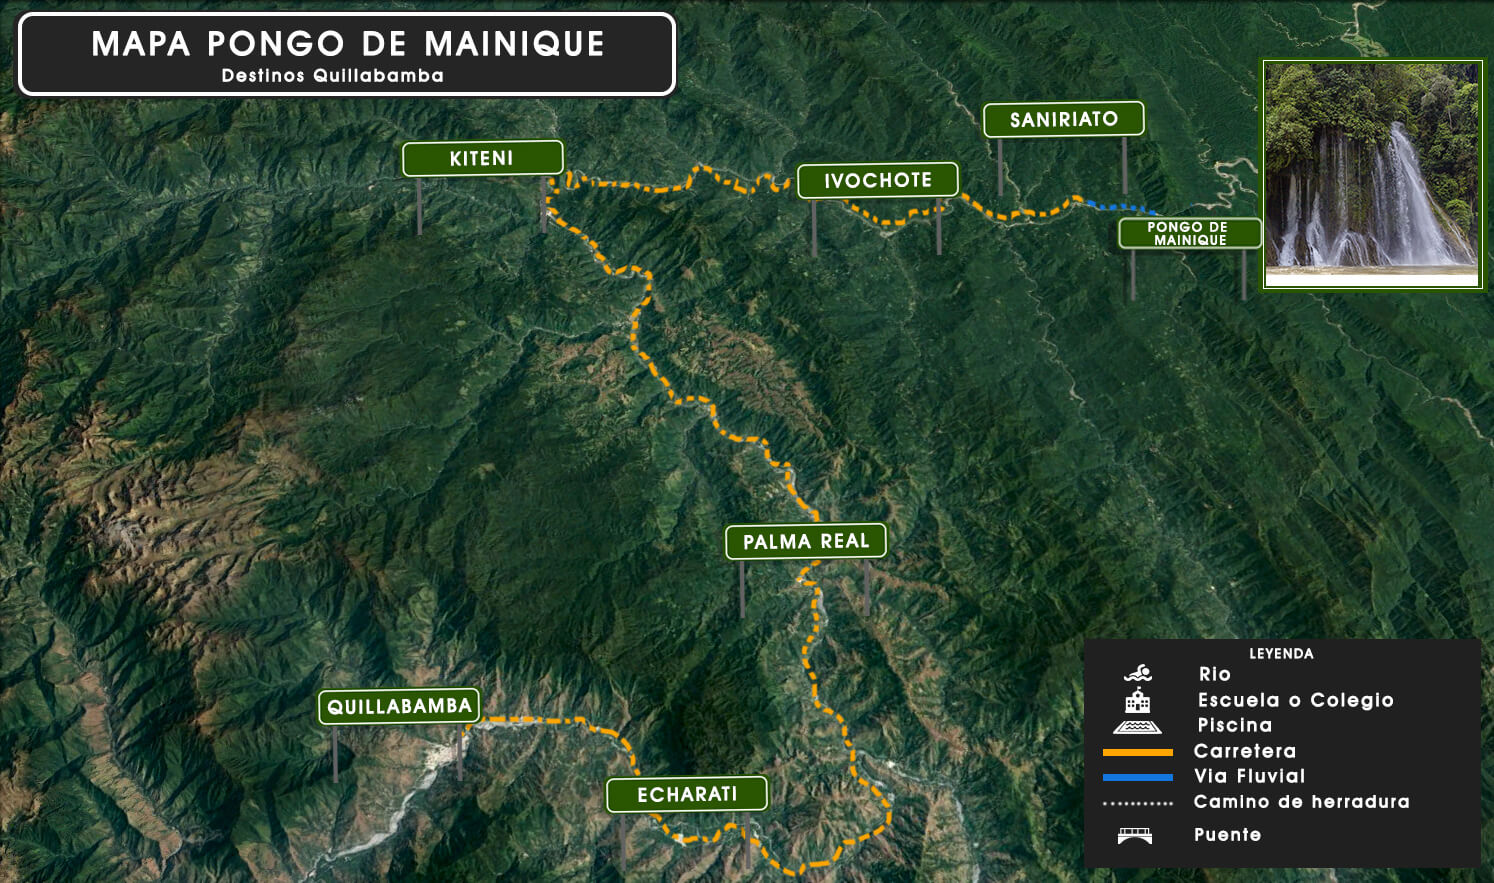 MAPA PONGO DE MAINIQUE
Destinos Quillabamba
SANIRIATO
KITENI
IVOCHOTE
PONGO DE
MAINIQUE
PALMA REAL
QUILLABAMBA
ECHARATI
LEYENDA
Rio
Escuela o Colegio
Piscina
Carretera
Via Fluvial
Camino de herradura
Puente